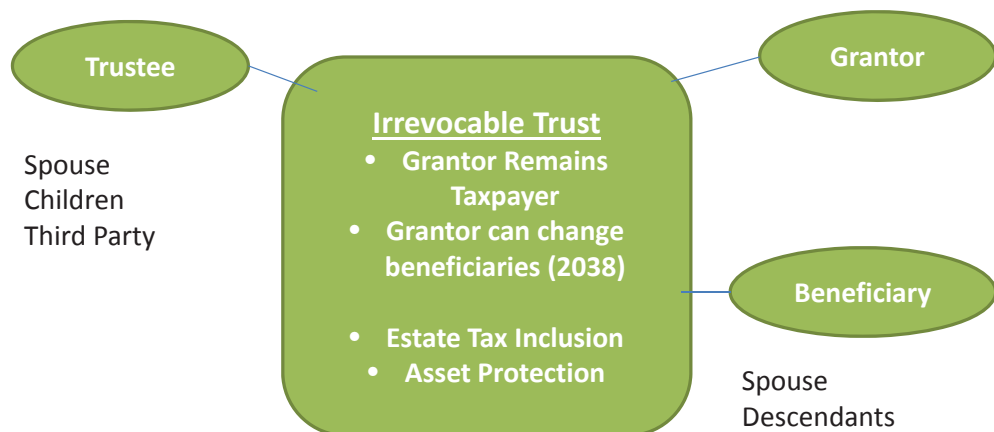 Trustee
Grantor
Spouse
Children
Third Party
Irrevocable Trust
• Grantor Remains
Taxpayer
• Grantor can change
beneficiaries (2038)
• Estate Tax Inclusion
• Asset Protection
Beneficiary
Spouse
Descendants